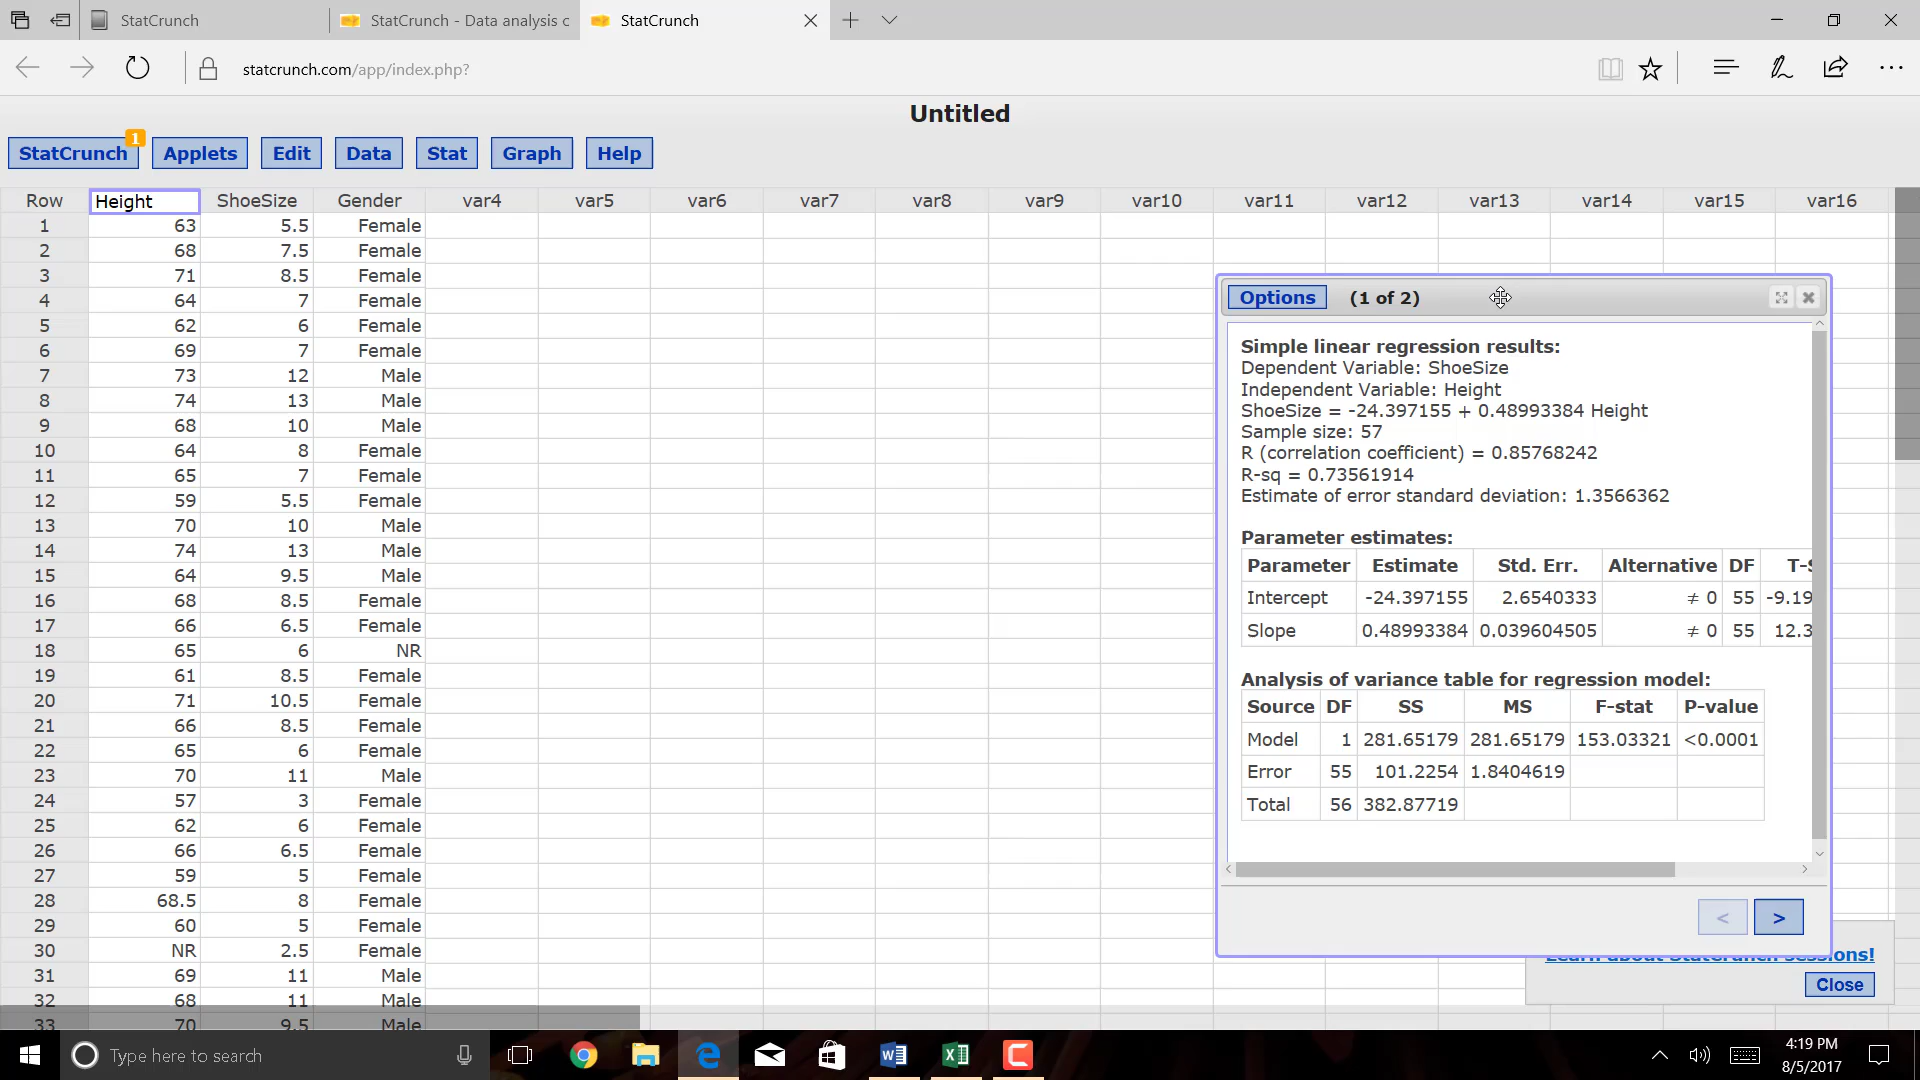 StatCrunch
StatCrunch - Data analysis c
StatCrunch
statcrunch.com/app/index.php?
Untitled
StatCrunch 1 Applets Edit Data Stat Graph Help
Row Height ShoeSize Gender var4 var5 var6 var7 var8 var9 var10 var11 var12 var13 var14 var15 var16
1 63 5.5 Female
2 68 7.5 Female
3 71 8.5 Female
4 64 7 Female
5 62 6 Female
6 69 7 Female
7 73 12 Male
8 74 13 Male
9 68 10 Male
10 64 8 Female
11 65 7 Female
12 59 5.5 Female
13 70 10 Male
14 74 13 Male
15 64 9.5 Male
16 68 8.5 Female
17 66 6.5 Female
18 65 6 NR
19 61 8.5 Female
20 71 10.5 Female
21 66 8.5 Female
22 65 6 Female
23 70 11 Male
24 57 3 Female
25 62 6 Female
26 66 6.5 Female
27 59 5 Female
28 68.5 8 Female
29 60 5 Female
30 NR 2.5 Female
31 69 11 Male
32 68 11 Male
33 70 9.5 Male
Options (1 of 2)
Simple linear regression results:
Dependent Variable: ShoeSize
Independent Variable: Height
ShoeSize = -24.397155 + 0.48993384 Height
Sample size: 57
R (correlation coefficient) = 0.85768242
R-sq = 0.73561914
Estimate of error standard deviation: 1.3566362
Parameter estimates:
Parameter Estimate Std. Err. Alternative DF T-S
Intercept -24.397155 2.6540333 ≠ 0 55 -9.19
Slope 0.48993384 0.039604505 ≠ 0 55 12.3
Analysis of variance table for regression model:
Source DF SS MS F-stat P-value
Model 1 281.65179 281.65179 153.03321 <0.0001
Error 55 101.2254 1.8404619
Total 56 382.87719
< >
Learn about StatCrunch sessions!
Close
Type here to search
4:19 PM
8/5/2017